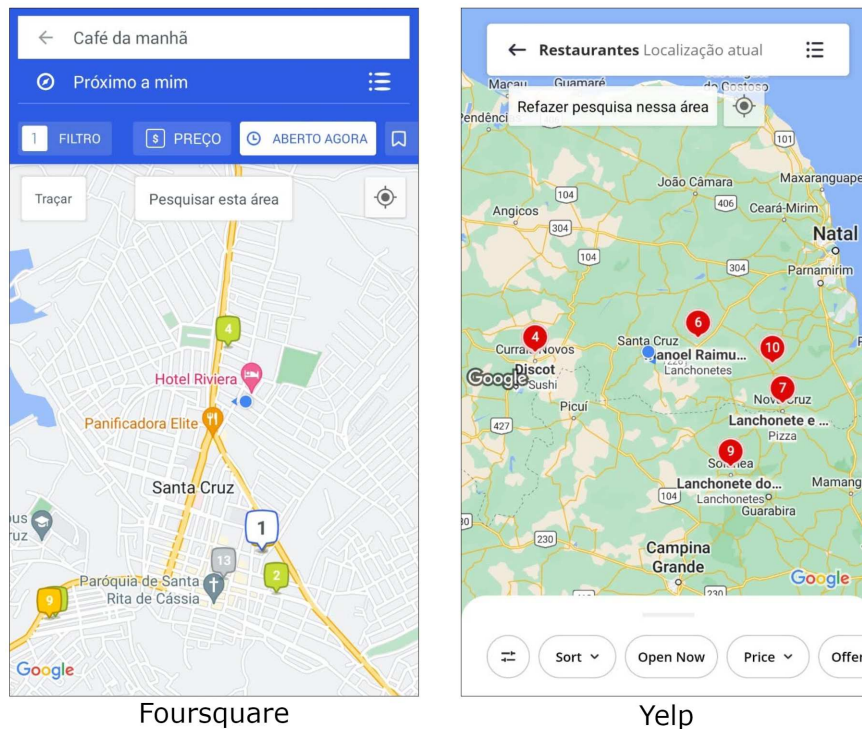 Café da manhã
Próximo a mim
1 FILTRO
$ PREÇO
ABERTO AGORA
Traçar
Pesquisar esta área
4
Hotel Riviera
Panificadora Elite
Santa Cruz
1
13
2
Paróquia de Santa
Rita de Cássia
9
Google
Foursquare
Restaurantes Localização atual
Macau
Guamaré
Refazer pesquisa nessa área
101
João Câmara
Maxaranguape
104
406
Ceará-Mirim
Angicos
304
Natal
104
304
Parnamirim
6
4
Santa Cruz
10
Discot
Sushi
Lanchonetes
Google
7
Picuí
Lanchonete e ...
Pizza
427
9
Lanchonete do...
Lanchonetes
104
Guarabira
230
Campina
Grande
230
Google
Sort
Open Now
Price
Offer
Yelp